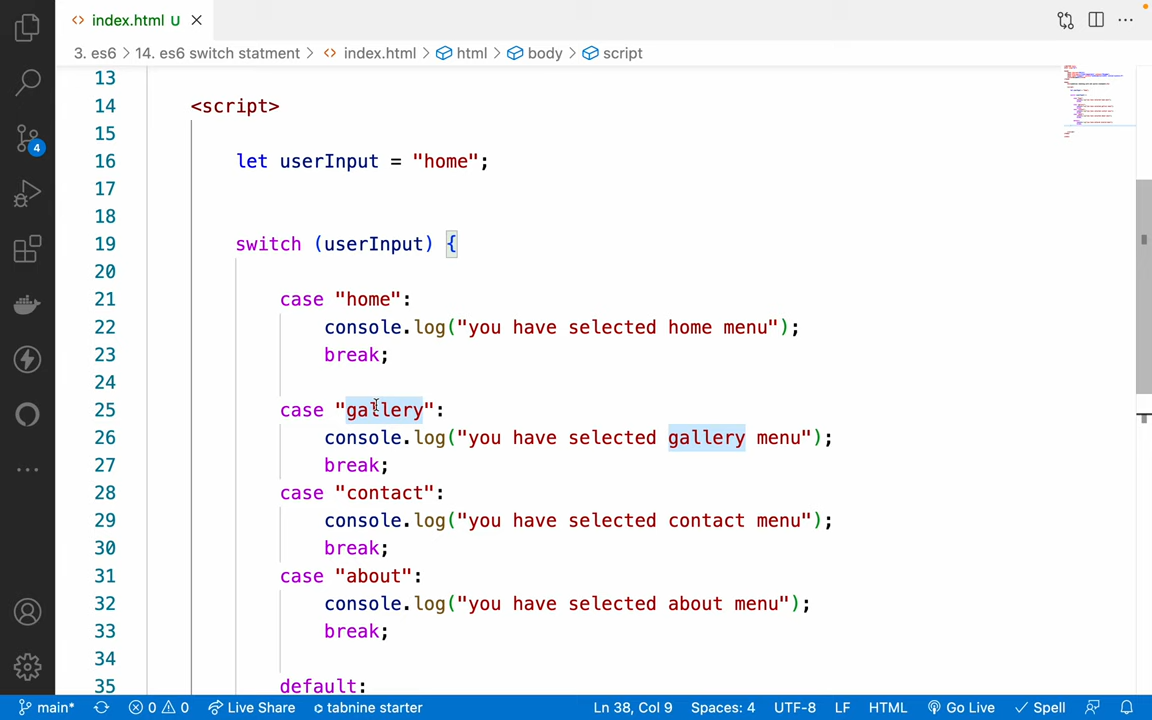 index.html U
3. es6 > 14. es6 switch statment > index.html > html > body > script
13
14 <script>
15
16 let userInput = "home";
17
18
19 switch (userInput) {
20
21 case "home":
22 console.log("you have selected home menu");
23 break;
24
25 case "gallery":
26 console.log("you have selected gallery menu");
27 break;
28 case "contact":
29 console.log("you have selected contact menu");
30 break;
31 case "about":
32 console.log("you have selected about menu");
33 break;
34
35 default:
4
main* 0 0 Live Share tabnine starter Ln 38, Col 9 Spaces: 4 UTF-8 LF HTML Go Live Spell